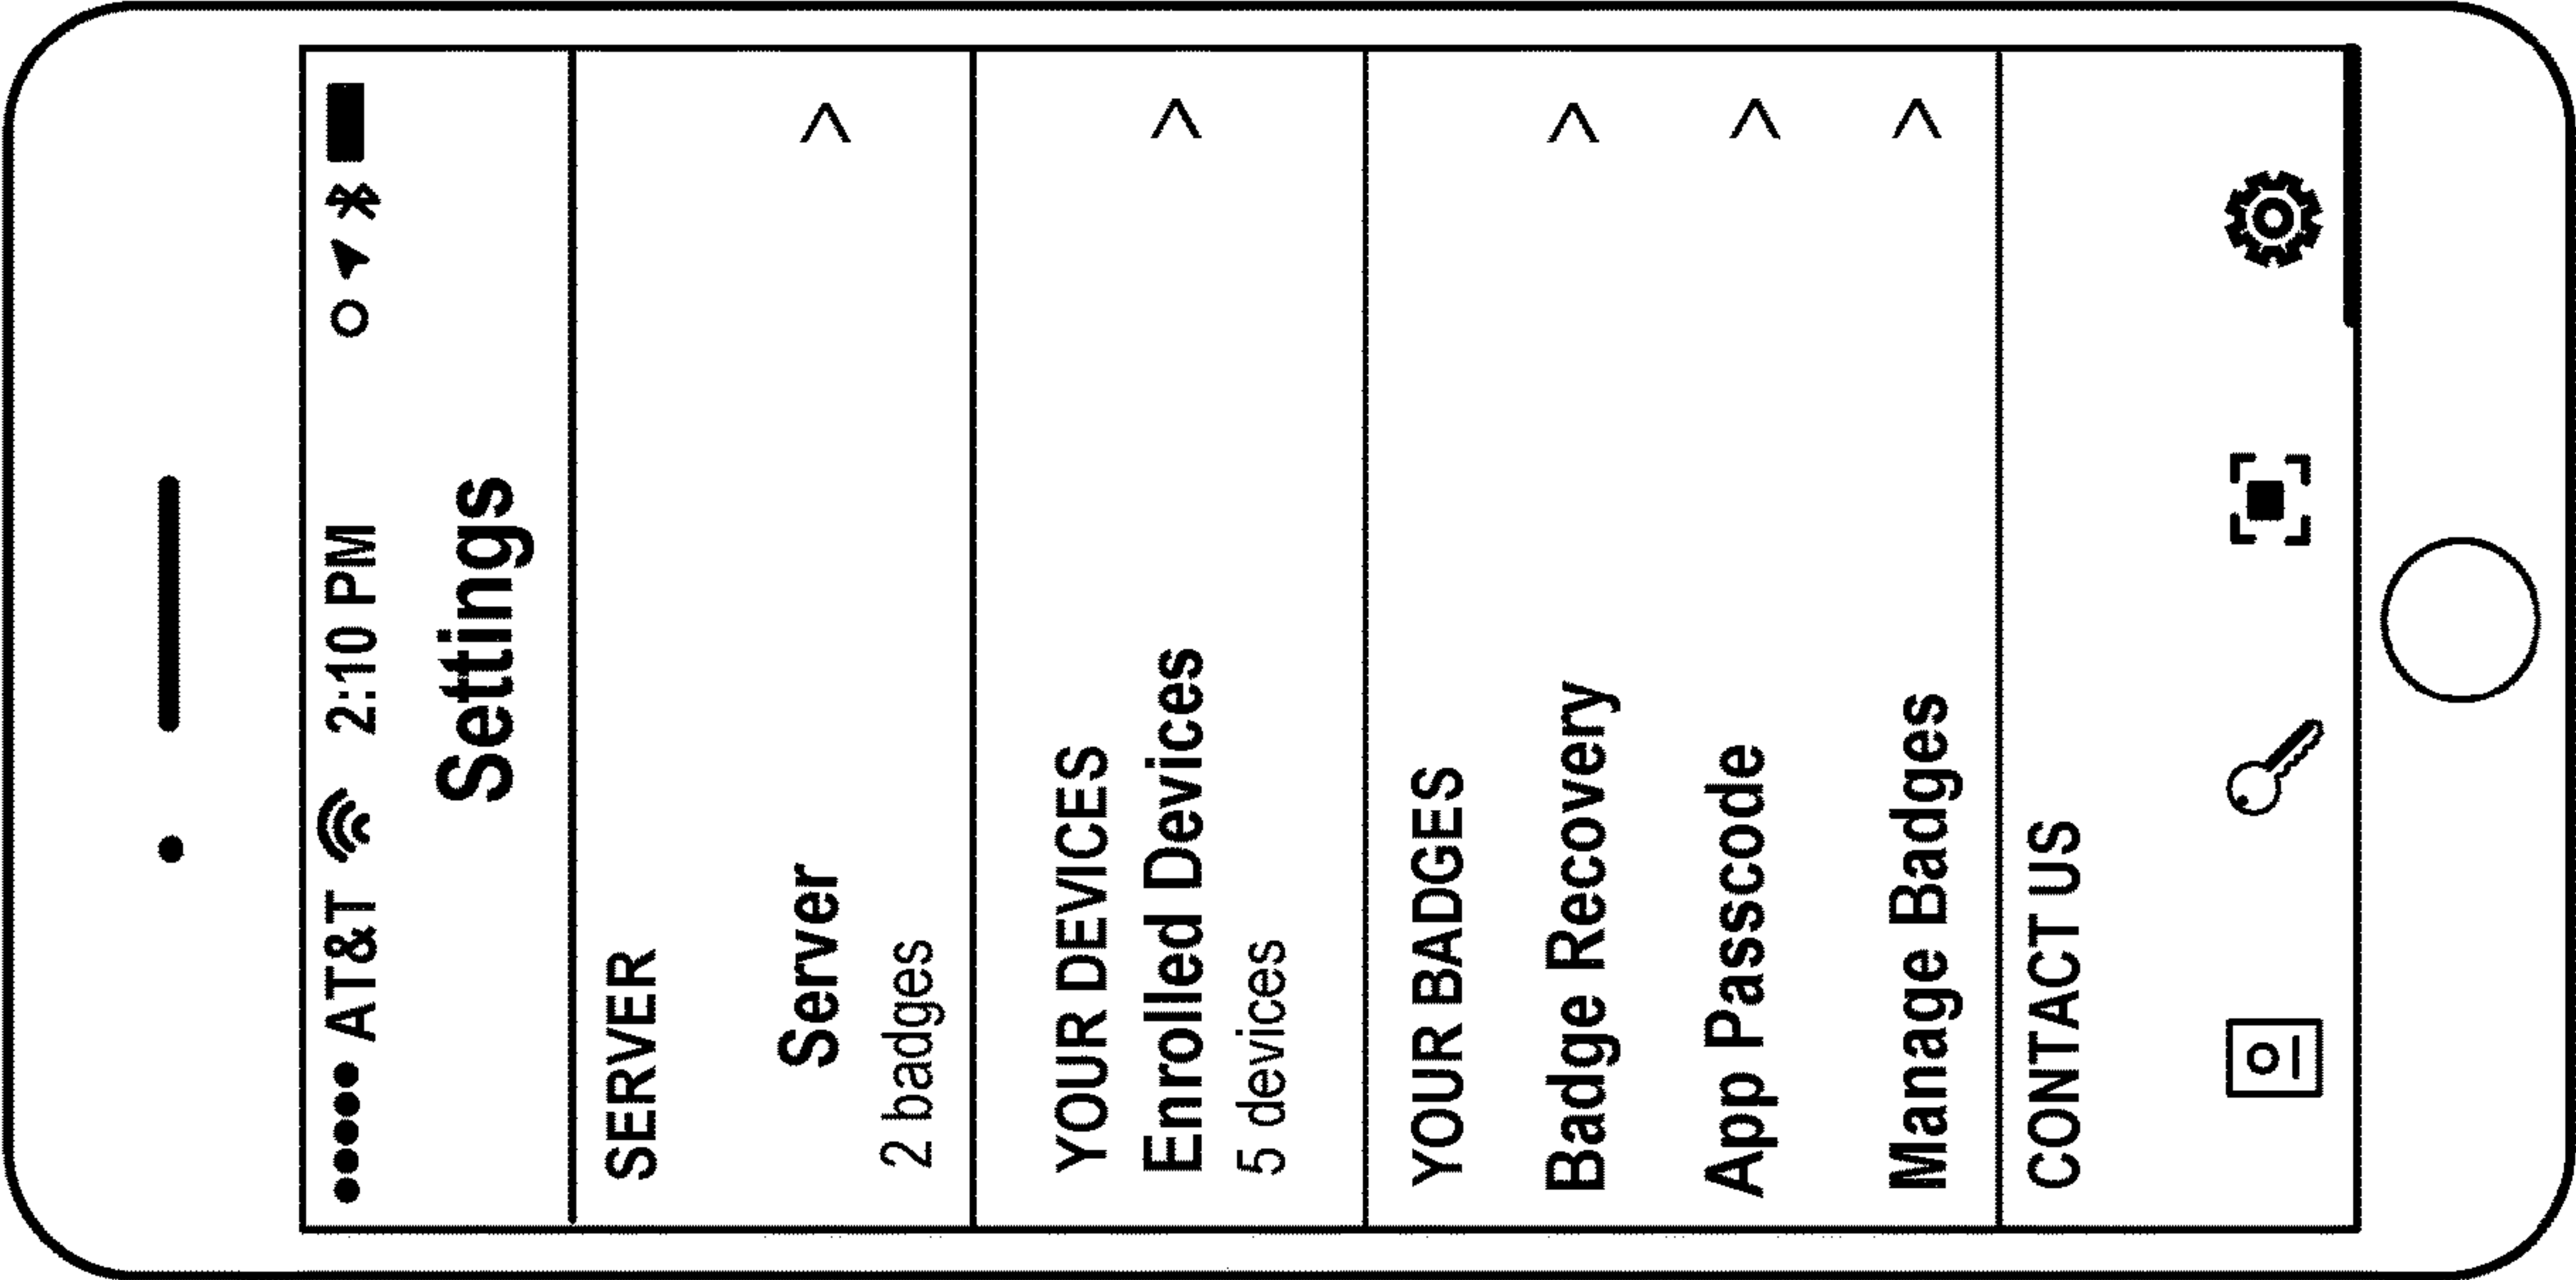 AT&T 2:10 PM
Settings
SERVER
Server
2 badges
YOUR DEVICES
Enrolled Devices
5 devices
YOUR BADGES
Badge Recovery
App Passcode
Manage Badges
CONTACT US